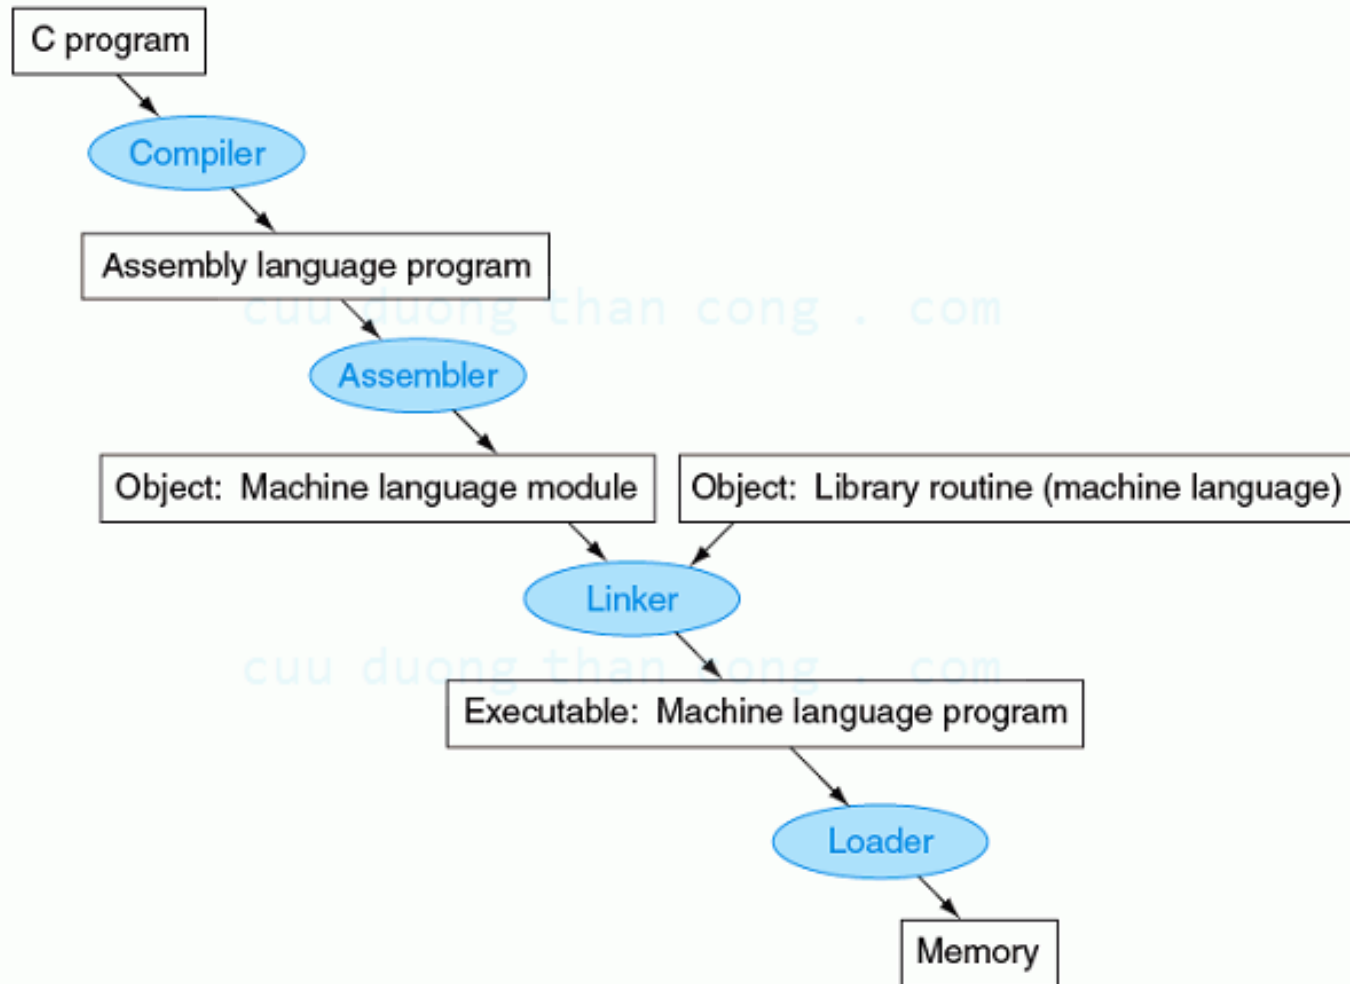 C program
Compiler
Assembly language program
cuu duong than cong . com
Assembler
Object: Machine language module
Object: Library routine (machine language)
Linker
cuu duong than cong . com
Executable: Machine language program
Loader
Memory